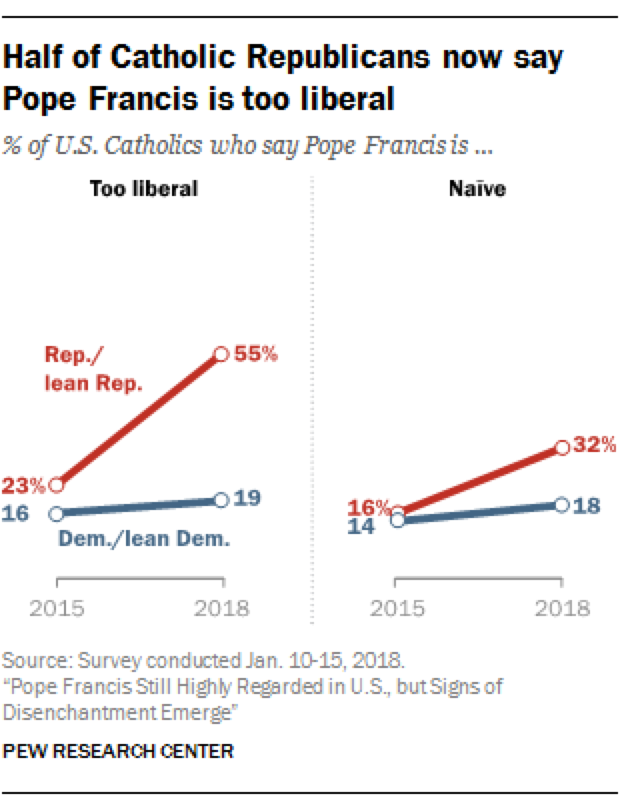 Half of Catholic Republicans now say
Pope Francis is too liberal
% of U.S. Catholics who say Pope Francis is ...
Too liberal
Naïve
Rep./
lean Rep.
55%
23%
16
19
Dem./lean Dem.
2015
2018
32%
16%
14
18
2015
2018
Source: Survey conducted Jan. 10-15, 2018.
“Pope Francis Still Highly Regarded in U.S., but Signs of
Disenchantment Emerge”
PEW RESEARCH CENTER